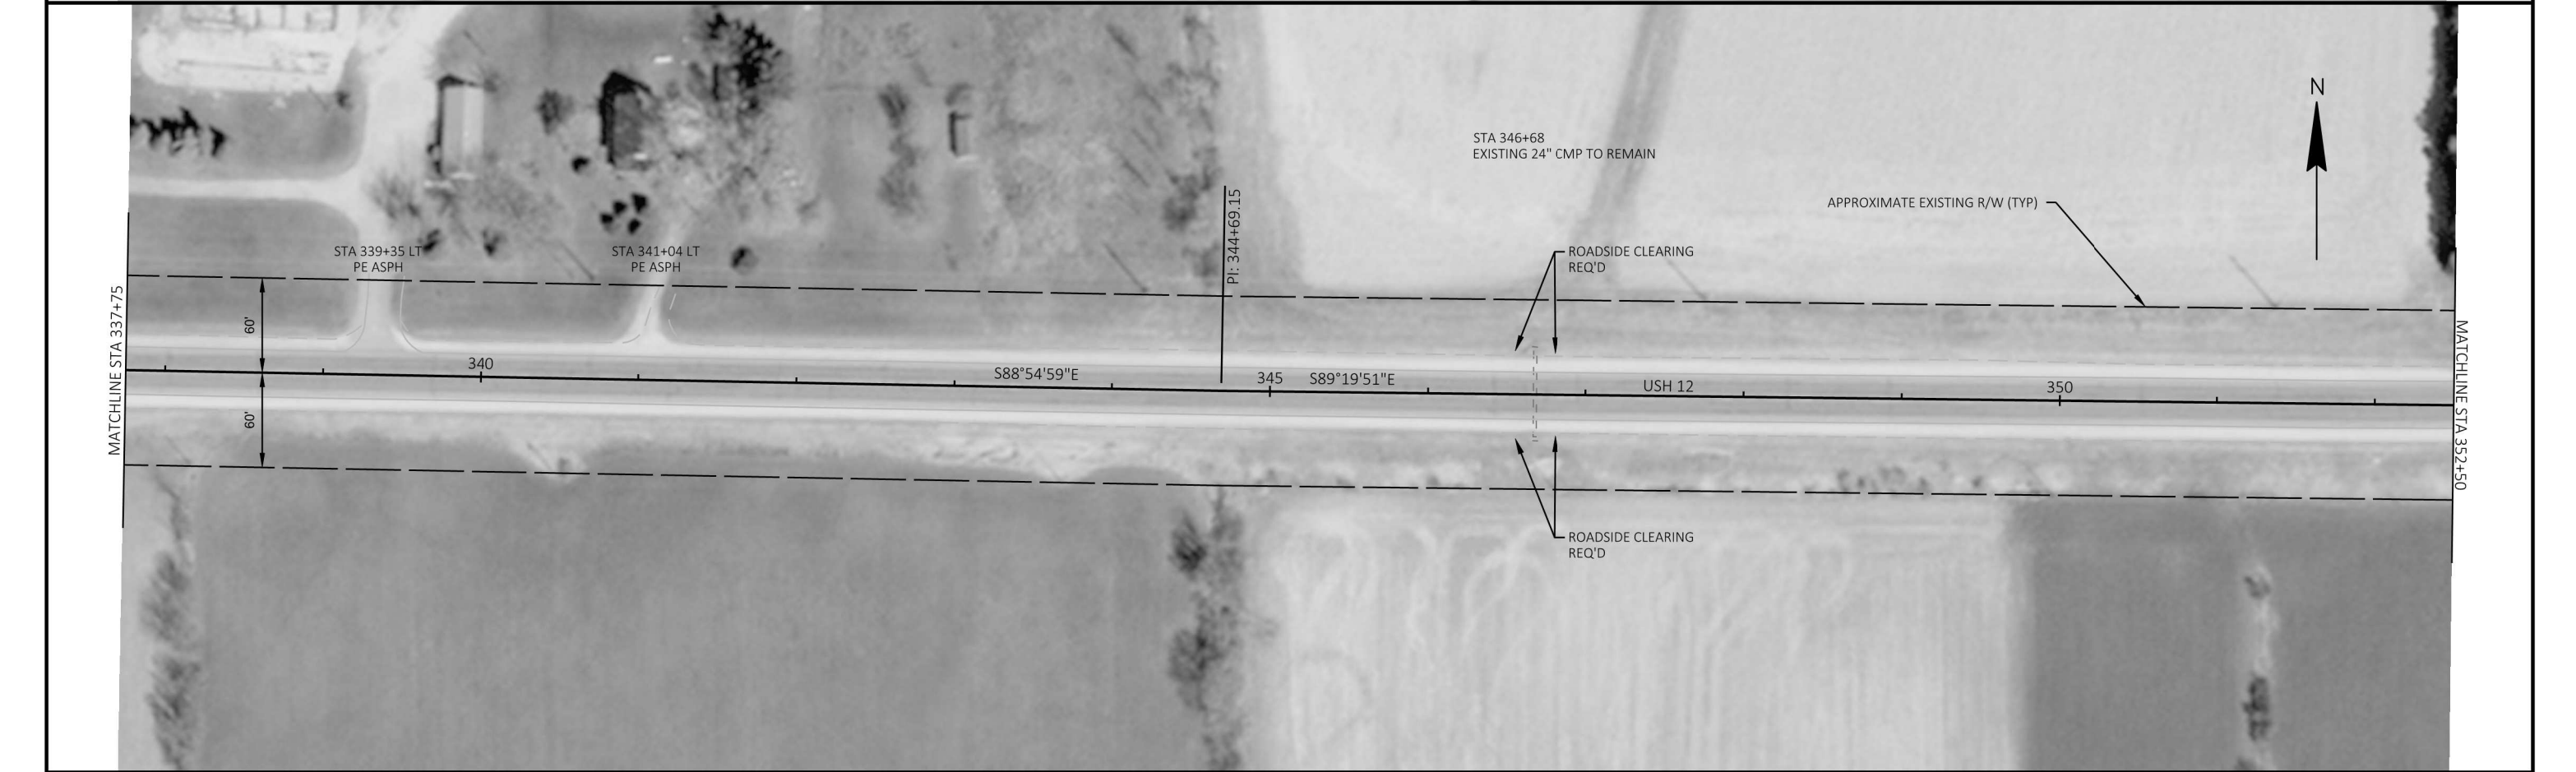 N
STA 346+68
EXISTING 24" CMP TO REMAIN
APPROXIMATE EXISTING R/W (TYP)
PI: 344+69.15
STA 339+35 LT
PE ASPH
STA 341+04 LT
PE ASPH
ROADSIDE CLEARING
REQ'D
MATCHLINE STA 337+75
60'
60'
340
S88°54'59"E
345
S89°19'51"E
USH 12
350
MATCHLINE STA 352+50
ROADSIDE CLEARING
REQ'D